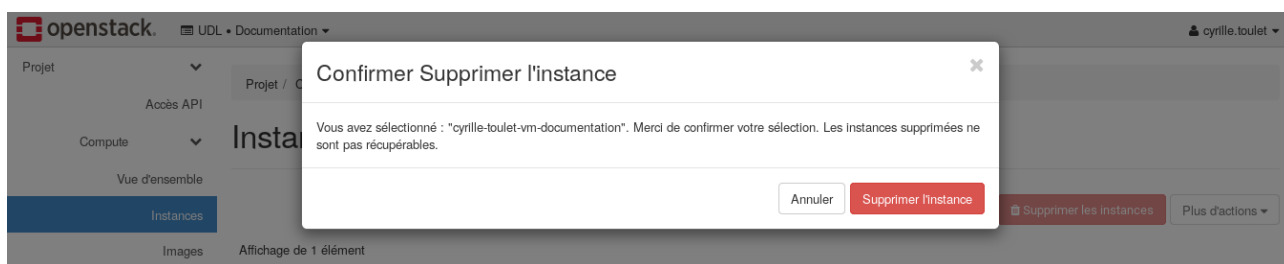 openstack. UDL • Documentation cyrille.toulet
Projet
Projet /
Confirmer Supprimer l'instance
Accès API
Vous avez sélectionné : "cyrille-toulet-vm-documentation". Merci de confirmer votre sélection. Les instances supprimées ne
sont pas récupérables.
Compute
Vue d'ensemble
Annuler Supprimer l'instance
Instances
Supprimer les instances Plus d'actions
Images
Affichage de 1 élément